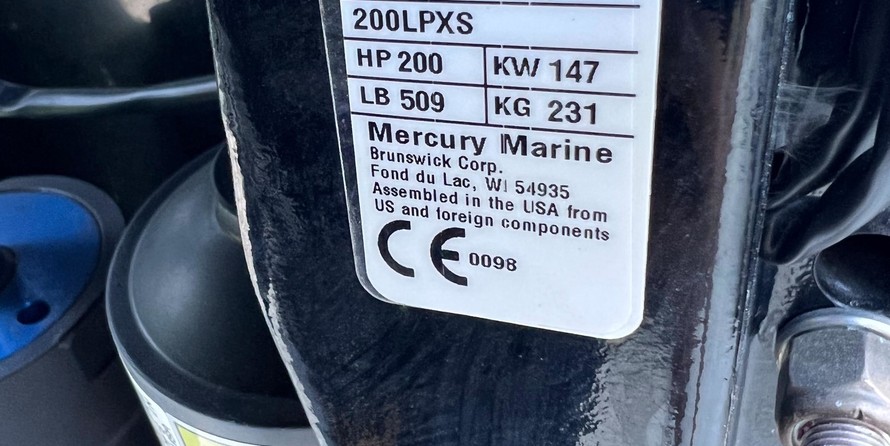 200LPXS
HP 200 KW 147
LB 509 KG 231
Mercury Marine
Brunswick Corp.
Fond du Lac, WI 54935
Assembled in the USA from
US and foreign components
CE 0098